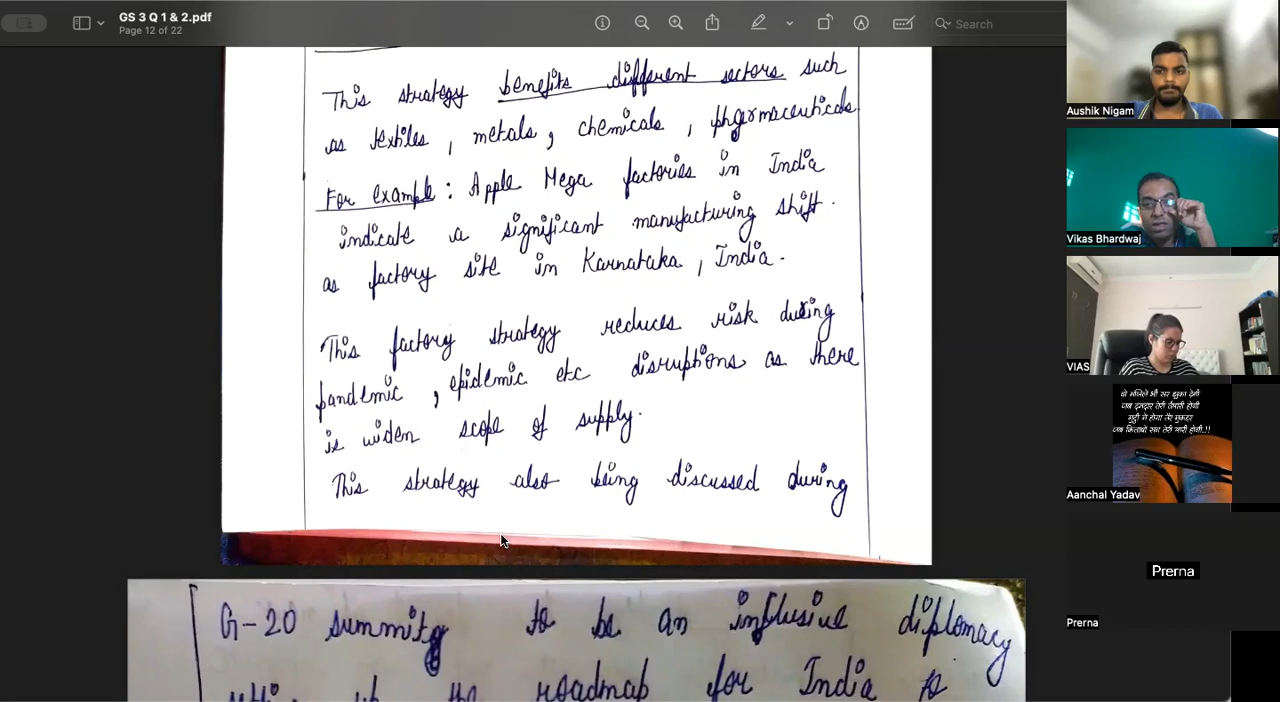 GS 3 Q 1 & 2.pdf
Page 12 of 22
Search
This strategy benefits different sectors such
as textiles, metals, chemicals, pharmaceuticals
For example: Apple Mega factories in India
indicate a significant manufacturing shift.
as factory site in Karnataka, India.
This factory strategy reduces risk during
pandemic, epidemic etc disruptions as there
is widen scope of supply.
This strategy also being discussed during
G-20 summit to be an inclusive diplomacy
roadmap for India to
Aushik Nigam
Vikas Bhardwaj
VIAS
वो मंजिलें भी सर झुका देंगी
जब किताबों संग तेरी यारी होगी..!!
Aanchal Yadav
Prerna
Prerna